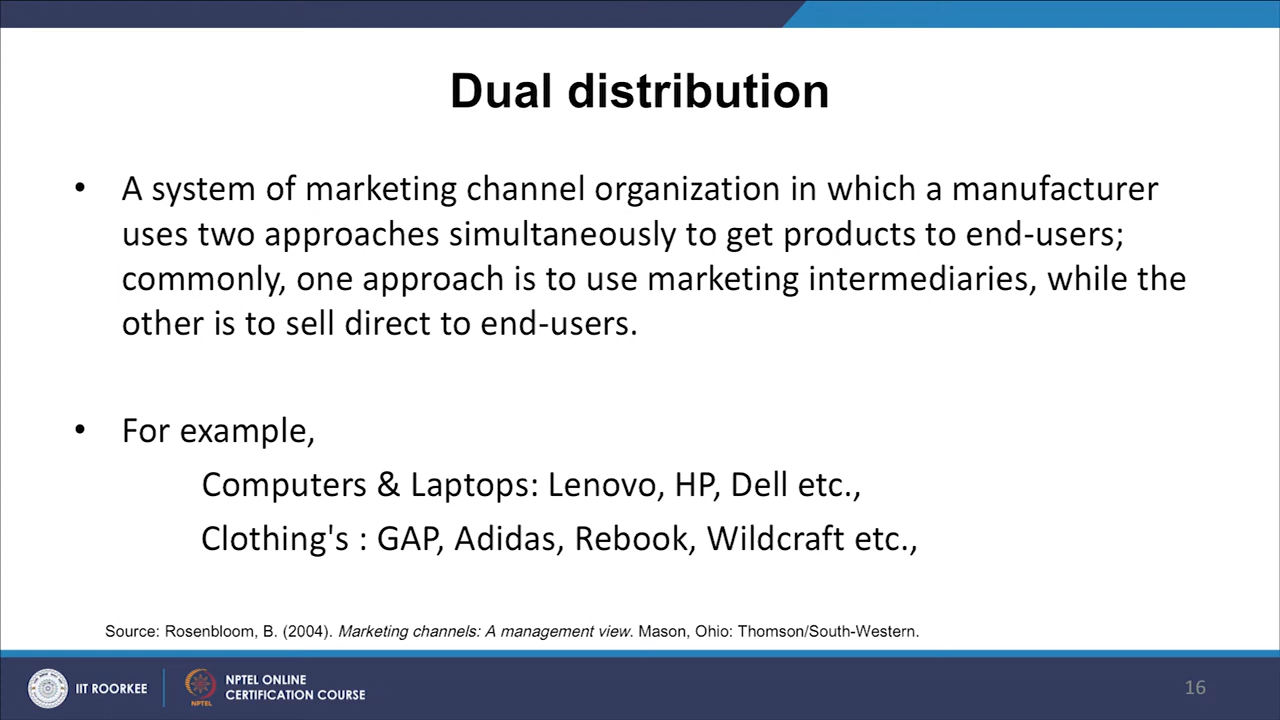 Dual distribution
• A system of marketing channel organization in which a manufacturer
uses two approaches simultaneously to get products to end-users;
commonly, one approach is to use marketing intermediaries, while the
other is to sell direct to end-users.
• For example,
Computers & Laptops: Lenovo, HP, Dell etc.,
Clothing's : GAP, Adidas, Rebook, Wildcraft etc.,
Source: Rosenbloom, B. (2004). Marketing channels: A management view. Mason, Ohio: Thomson/South-Western.
IIT ROORKEE
NPTEL
NPTEL ONLINE
CERTIFICATION COURSE
16